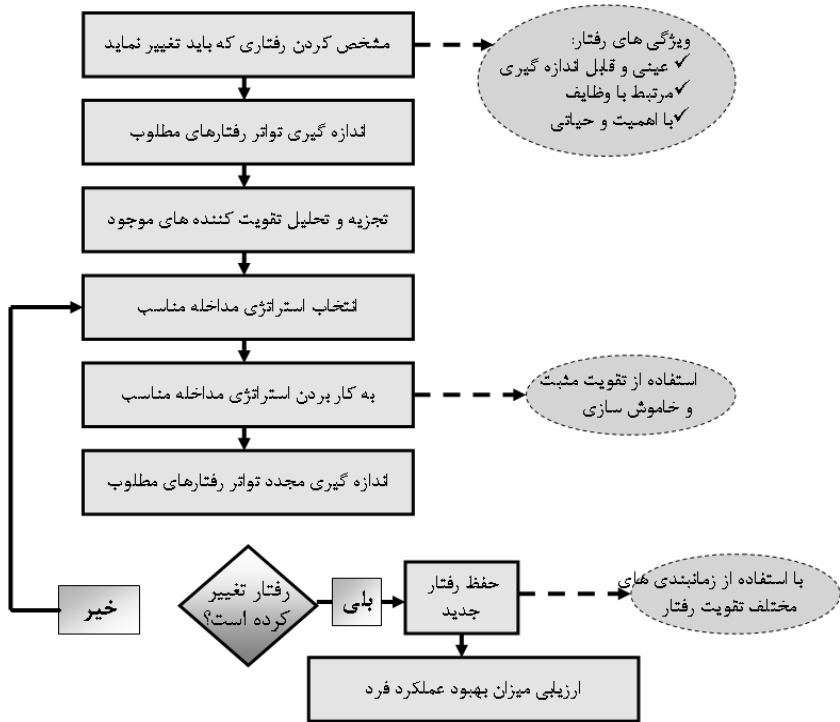 مشخص کردن رفتاری که باید تغییر نماید
ویژگی های رفتار:
✓ عینی و قابل اندازه گیری
✓ مرتبط با وظایف
✓ با اهمیت و حیاتی
اندازه گیری تواتر رفتارهای مطلوب
تجزیه و تحلیل تقویت کننده های موجود
انتخاب استراتژی مداخله مناسب
به کار بردن استراتژی مداخله مناسب
استفاده از تقویت مثبت
و خاموش سازی
اندازه گیری مجدد تواتر رفتارهای مطلوب
رفتار تغییر
کرده است؟
خیر
بلی
حفظ رفتار
جدید
با استفاده از زمانبندی های
مختلف تقویت رفتار
ارزیابی میزان بهبود عملکرد فرد